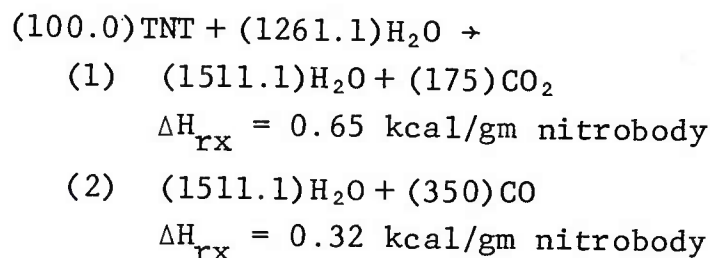 (100.0)TNT + (1261.1)H₂O →
(1) (1511.1)H₂O + (175)CO₂
ΔH_rx = 0.65 kcal/gm nitrobody
(2) (1511.1)H₂O + (350)CO
ΔH_rx = 0.32 kcal/gm nitrobody